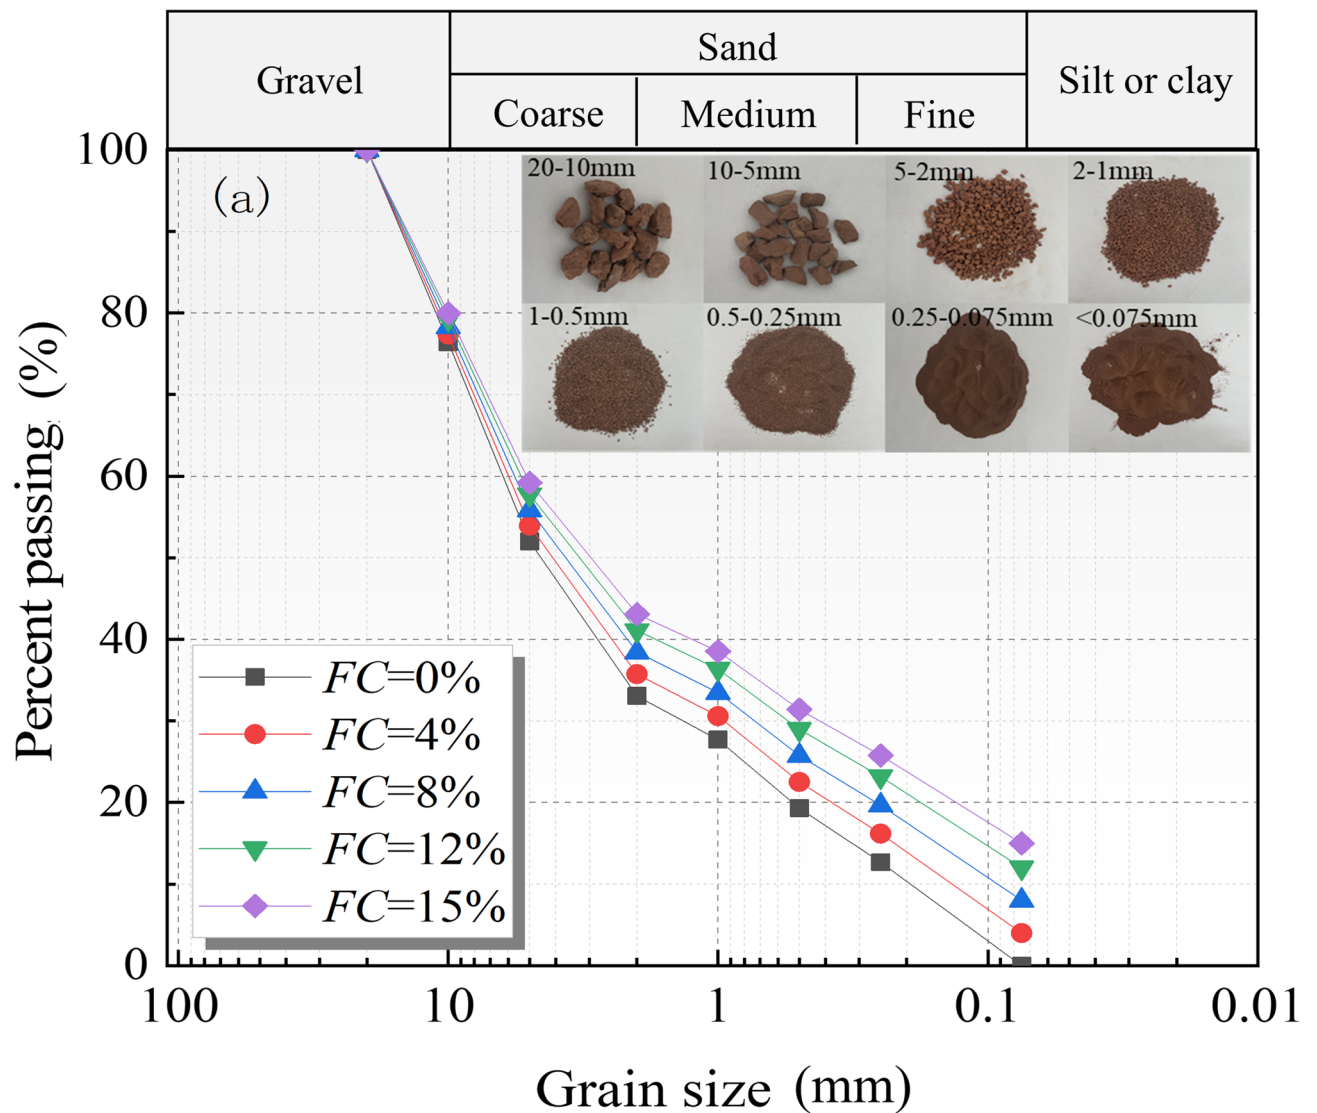 Gravel
Sand
Silt or clay
Coarse
Medium
Fine
(a)
20-10mm
10-5mm
5-2mm
2-1mm
1-0.5mm
0.5-0.25mm
0.25-0.075mm
<0.075mm
Percent passing (%)
100
80
60
40
20
0
FC=0%
FC=4%
FC=8%
FC=12%
FC=15%
100
10
1
0.1
0.01
Grain size (mm)